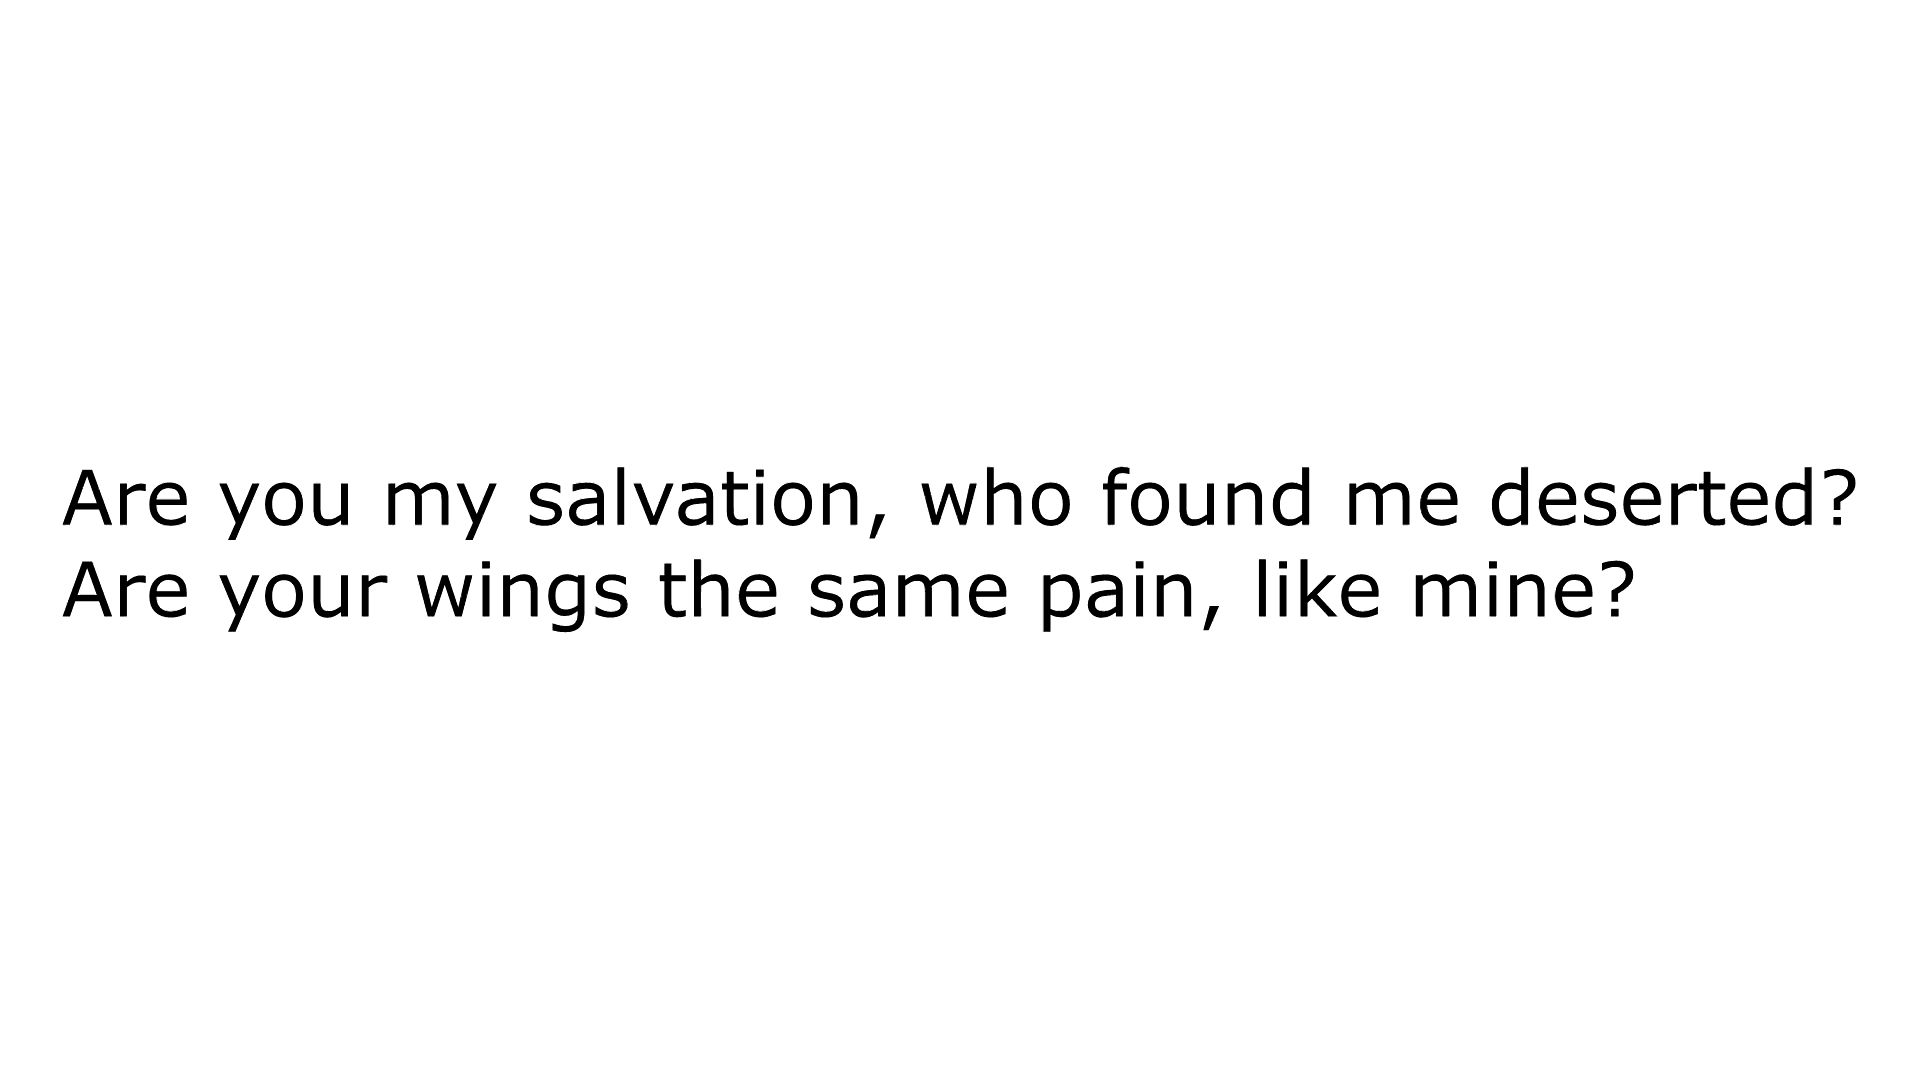 Are you my salvation, who found me deserted?
Are your wings the same pain, like mine?